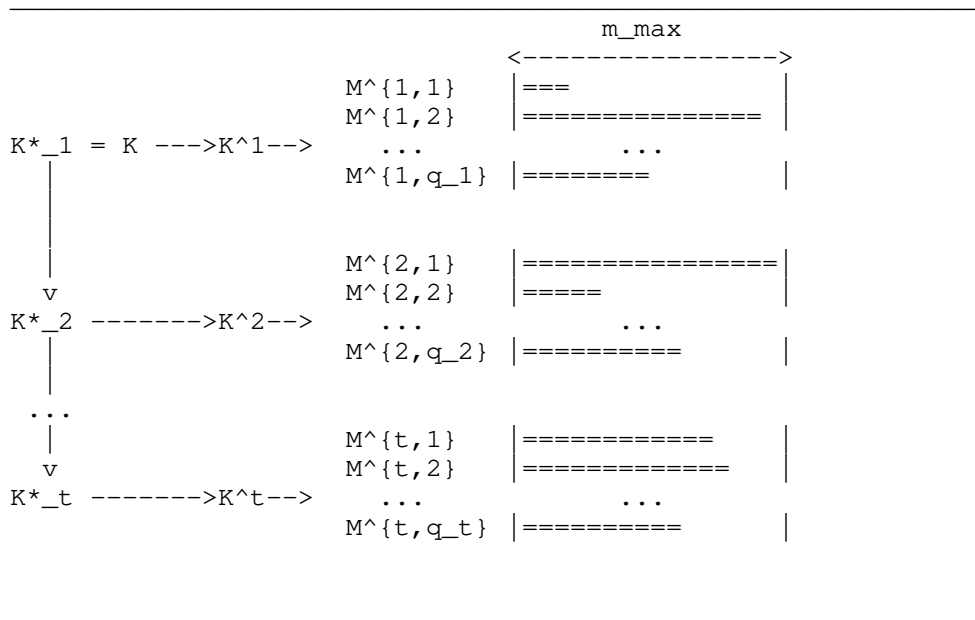 m_max
                               <---------------->
                     M^{1,1}   |===             |
                     M^{1,2}   |=============== |
K*_1 = K --->K^1-->    ...            ...
  |                  M^{1,q_1} |========        |
  |
  |
  |                  M^{2,1}   |================|
  v                  M^{2,2}   |=====           |
K*_2 ------->K^2-->    ...            ...
  |                  M^{2,q_2} |==========      |
  |
 ...
  |                  M^{t,1}   |============    |
  v                  M^{t,2}   |=============   |
K*_t ------->K^t-->    ...            ...
                     M^{t,q_t} |==========      |